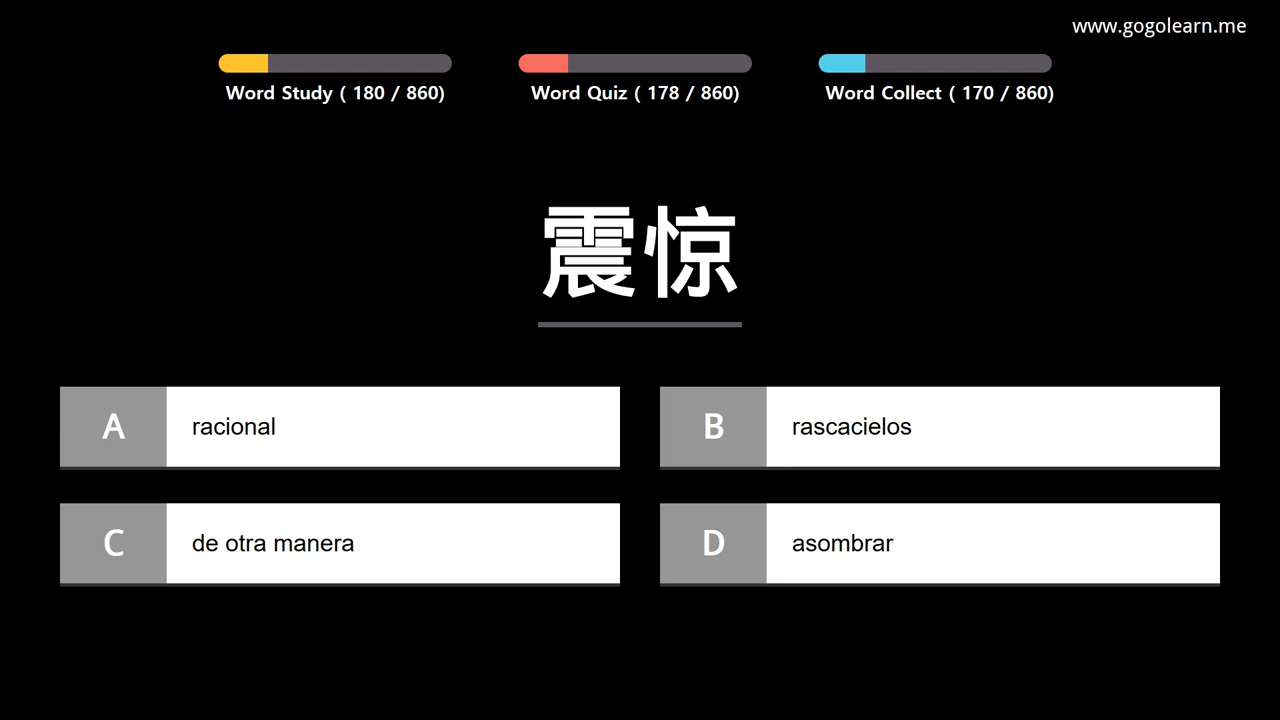 www.gogolearn.me
Word Study ( 180 / 860)
Word Quiz ( 178 / 860)
Word Collect ( 170 / 860)
震惊
A racional
B rascacielos
C de otra manera
D asombrar